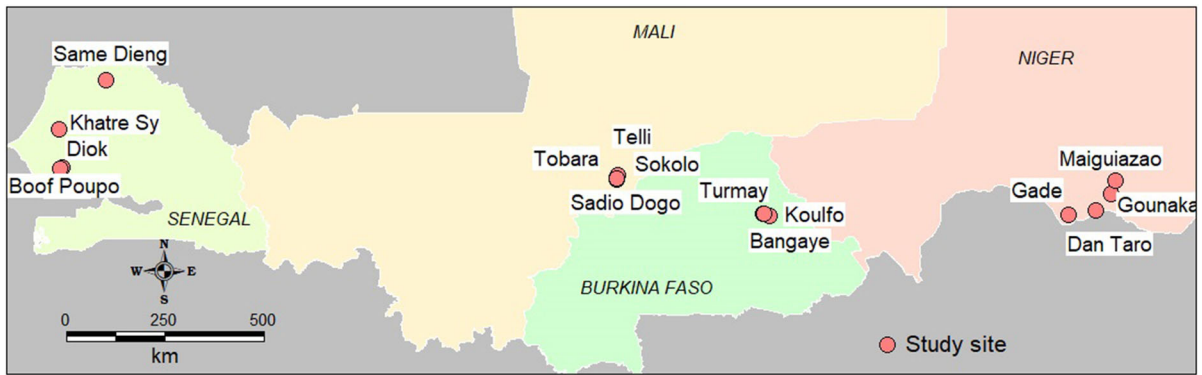 MALI
NIGER
Same Dieng
Khatre Sy
Diok
Boof Poupo
SENEGAL
Telli
Tobara
Sokolo
Sadio Dogo
Turmay
Koulfo
Bangaye
BURKINA FASO
Maiguiazao
Gade
Gounaka
Dan Taro
N
W E
S
0 250 500
km
Study site